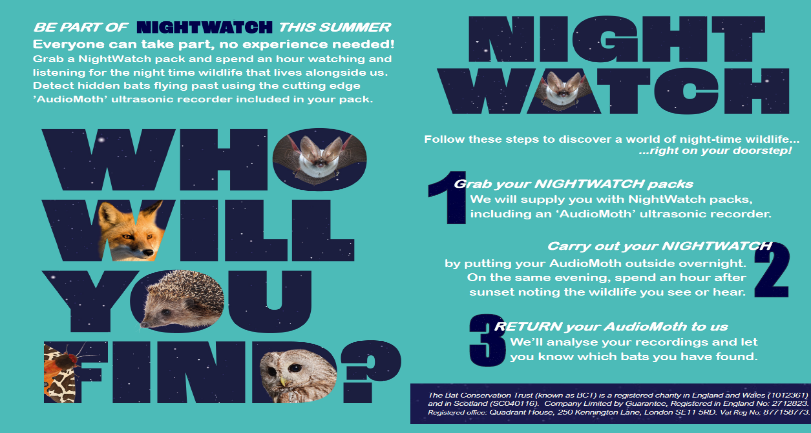 BE PART OF NIGHTWATCH THIS SUMMER
Everyone can take part, no experience needed!
Grab a NightWatch pack and spend an hour watching and
listening for the night time wildlife that lives alongside us.
Detect hidden bats flying past using the cutting edge
'AudioMoth' ultrasonic recorder included in your pack.
WHO
WILL
YOU
FIND?
NIGHT
WATCH
Follow these steps to discover a world of night-time wildlife...
...right on your doorstep!
1 Grab your NIGHTWATCH packs
We will supply you with NightWatch packs,
including an 'AudioMoth' ultrasonic recorder.
Carry out your NIGHTWATCH 2
by putting your AudioMoth outside overnight.
On the same evening, spend an hour after
sunset noting the wildlife you see or hear.
3 RETURN your AudioMoth to us
We'll analyse your recordings and let
you know which bats you have found.
The Bat Conservation Trust (known as BCT) is a registered charity in England and Wales (1012361)
and in Scotland (SC040116). Company Limited by Guarantee, Registered in England No: 2712823.
Registered office: Quadrant House, 250 Kennington Lane, London SE11 5RD. Vat Reg No. 877158773.